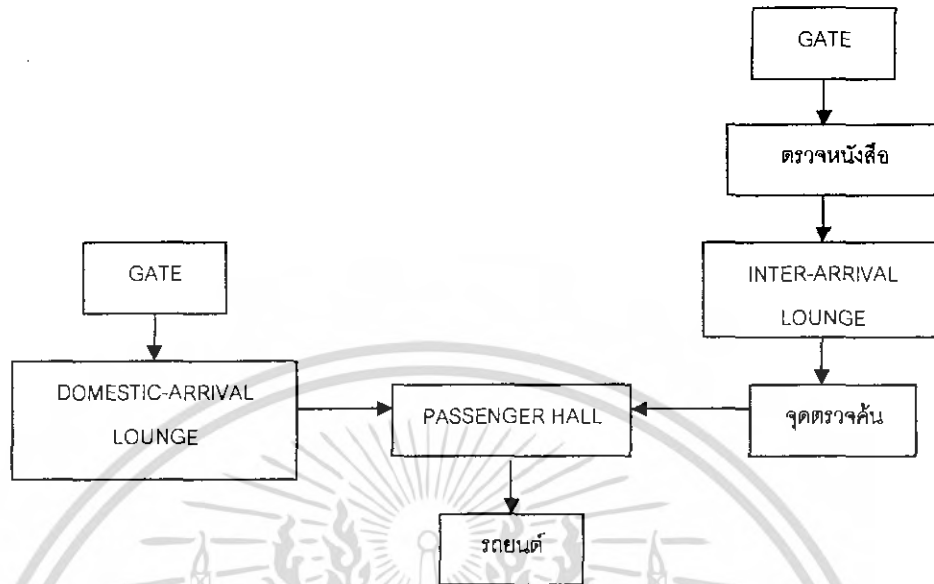 GATE
ตรวจหนังสือ
INTER-ARRIVAL
LOUNGE
จุดตรวจค้น
GATE
DOMESTIC-ARRIVAL
LOUNGE
PASSENGER HALL
รถยนต์